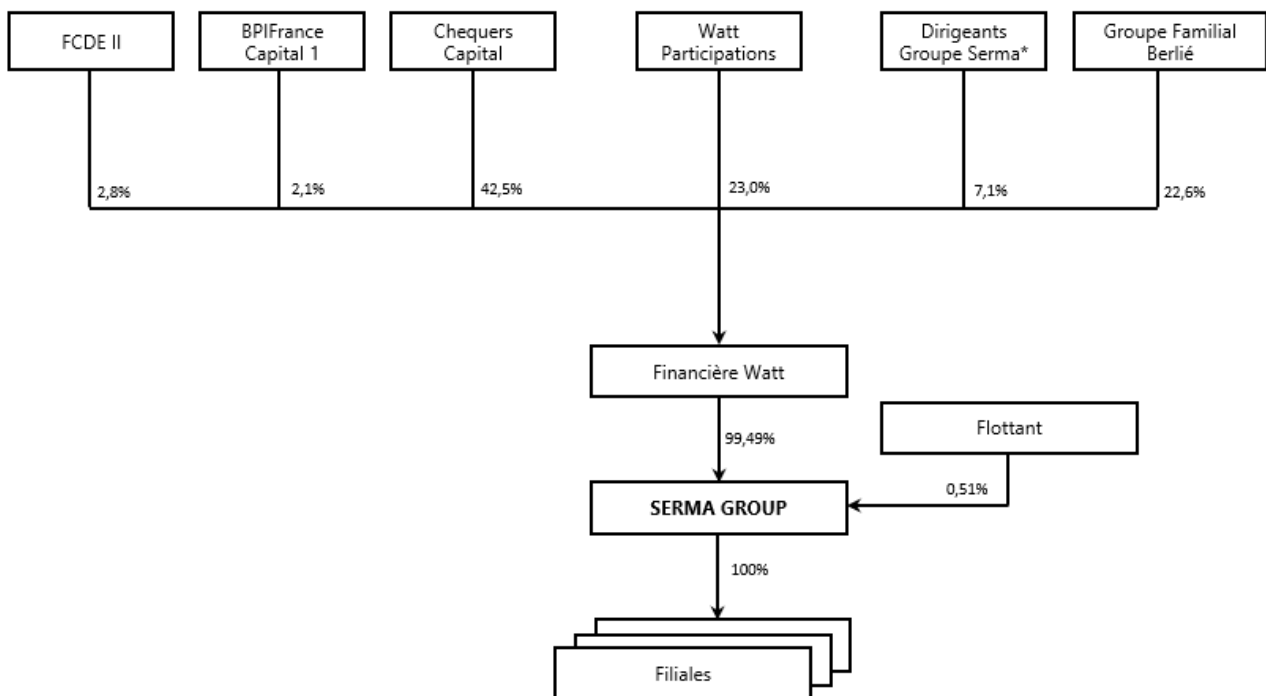 FCDE II
BPIFrance
Capital 1
Chequers
Capital
Watt
Participations
Dirigeants
Groupe Serma*
Groupe Familial
Berlié
2,8%
2,1%
42,5%
23,0%
7,1%
22,6%
Financière Watt
99,49%
Flottant
0,51%
SERMA GROUP
100%
Filiales